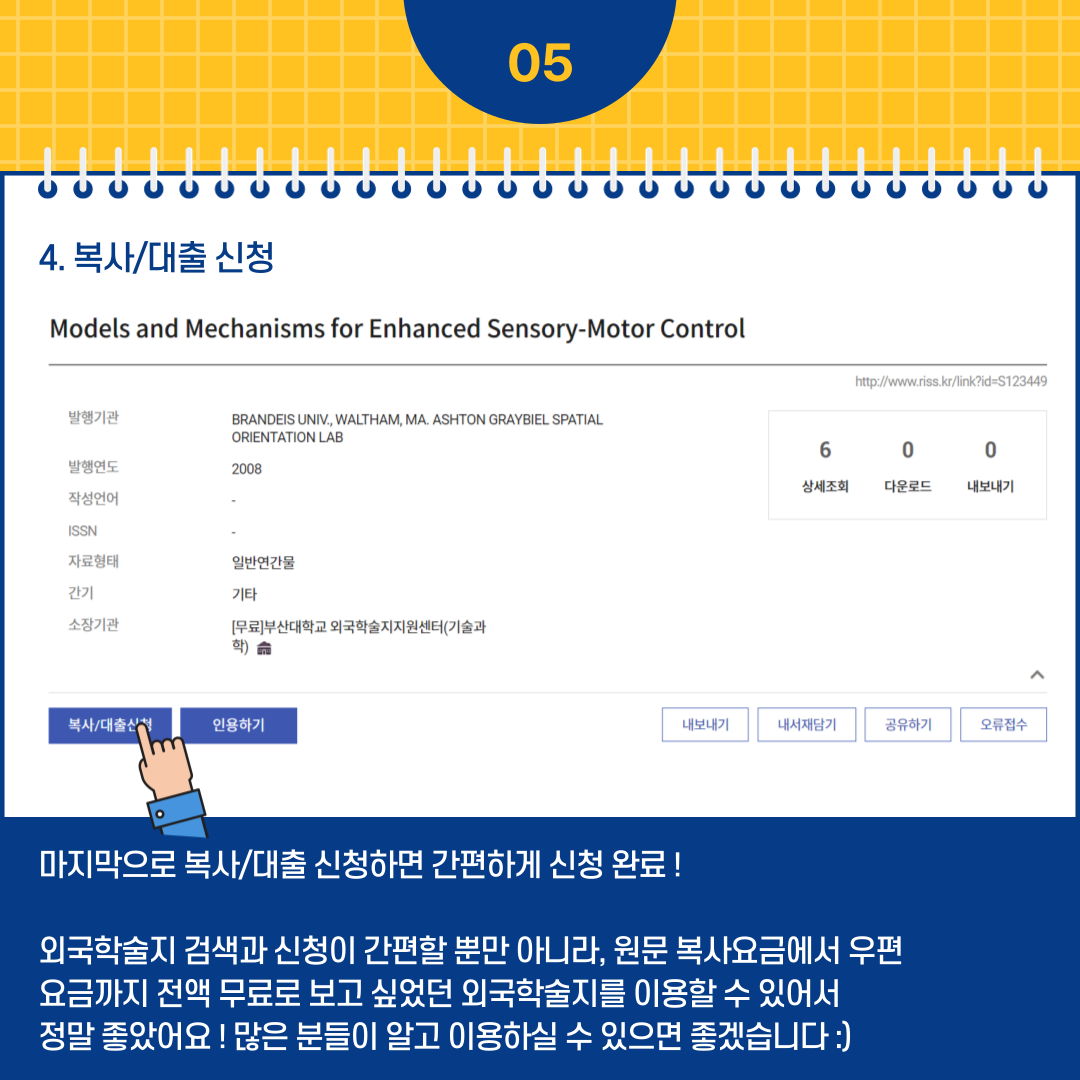 05
4. 복사/대출 신청
Models and Mechanisms for Enhanced Sensory-Motor Control
http://www.riss.kr/link?id=S123449
발행기관
BRANDEIS UNIV., WALTHAM, MA. ASHTON GRAYBIEL SPATIAL
ORIENTATION LAB
발행연도
2008
작성언어
-
ISSN
-
자료형태
일반연간물
간기
기타
소장기관
[무료]부산대학교 외국학술지지원센터(기술과
학)
6
0
0
상세조회
다운로드
내보내기
복사/대출신청
인용하기
내보내기
내서재담기
공유하기
오류접수
마지막으로 복사/대출 신청하면 간편하게 신청 완료 !
외국학술지 검색과 신청이 간편할 뿐만 아니라, 원문 복사요금에서 우편
요금까지 전액 무료로 보고 싶었던 외국학술지를 이용할 수 있어서
정말 좋았어요 ! 많은 분들이 알고 이용하실 수 있으면 좋겠습니다 :)